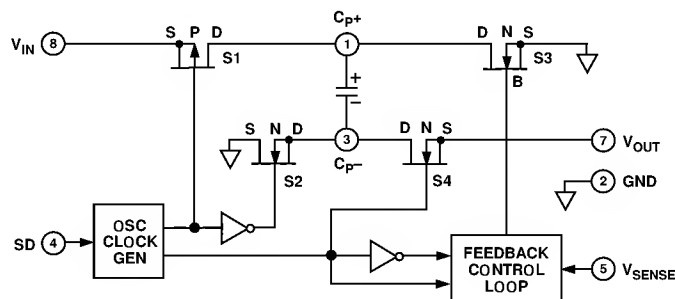 C_P+
V_IN 8 S P D 1 D N S
S1 S3
B
+
−
S N D 3 D N S 7 V_OUT
C_P−
S2 S4
2 GND
SD 4
OSC
CLOCK
GEN
FEEDBACK
CONTROL
LOOP
5 V_SENSE